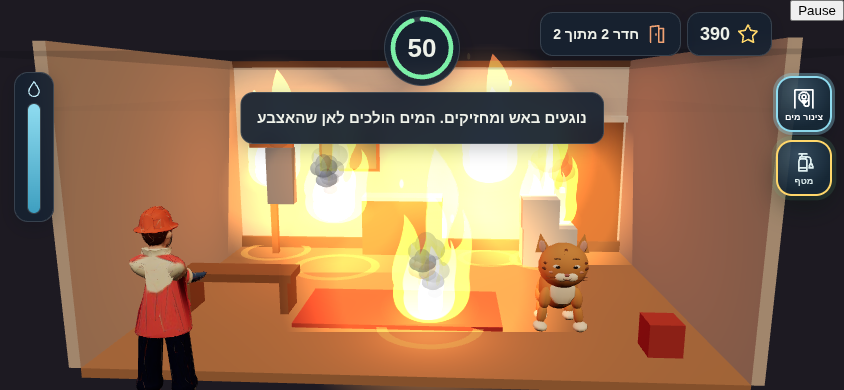 Pause
390
חדר 2 מתוך 2
50
נוגעים באש ומחזיקים. המים הולכים לאן שהאצבע
צינור מים
מטף